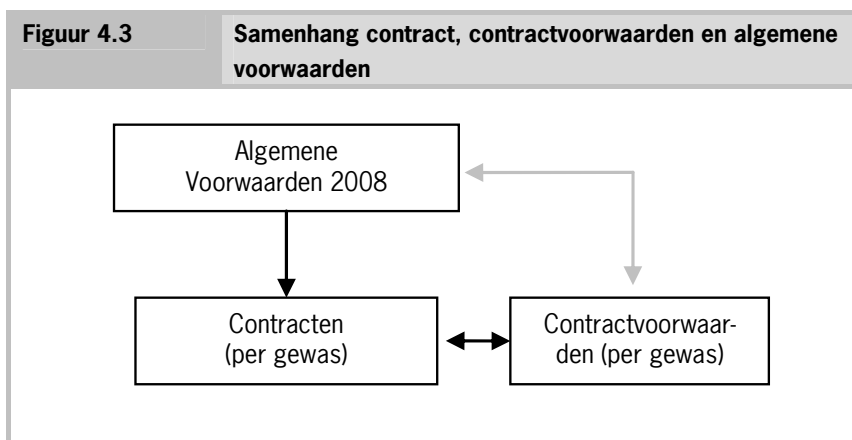 Figuur 4.3
Samenhang contract, contractvoorwaarden en algemene
voorwaarden
Algemene
Voorwaarden 2008
Contracten
(per gewas)
Contractvoorwaar-
den (per gewas)